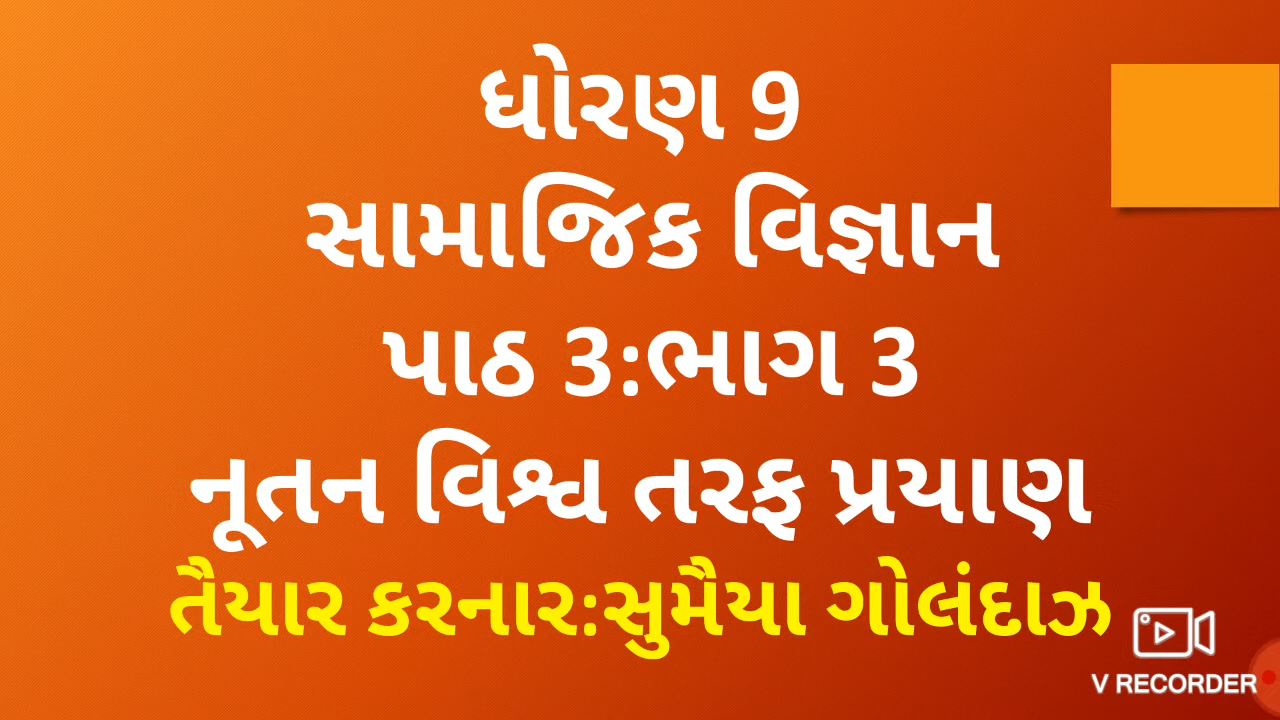 ધોરણ 9
સામાજિક વિજ્ઞાન
પાઠ 3:ભાગ 3
નૂતન વિશ્વ તરફ પ્રયાણ
તૈયાર કરનાર:સુમૈયા ગોલંદાઝ
V RECORDER